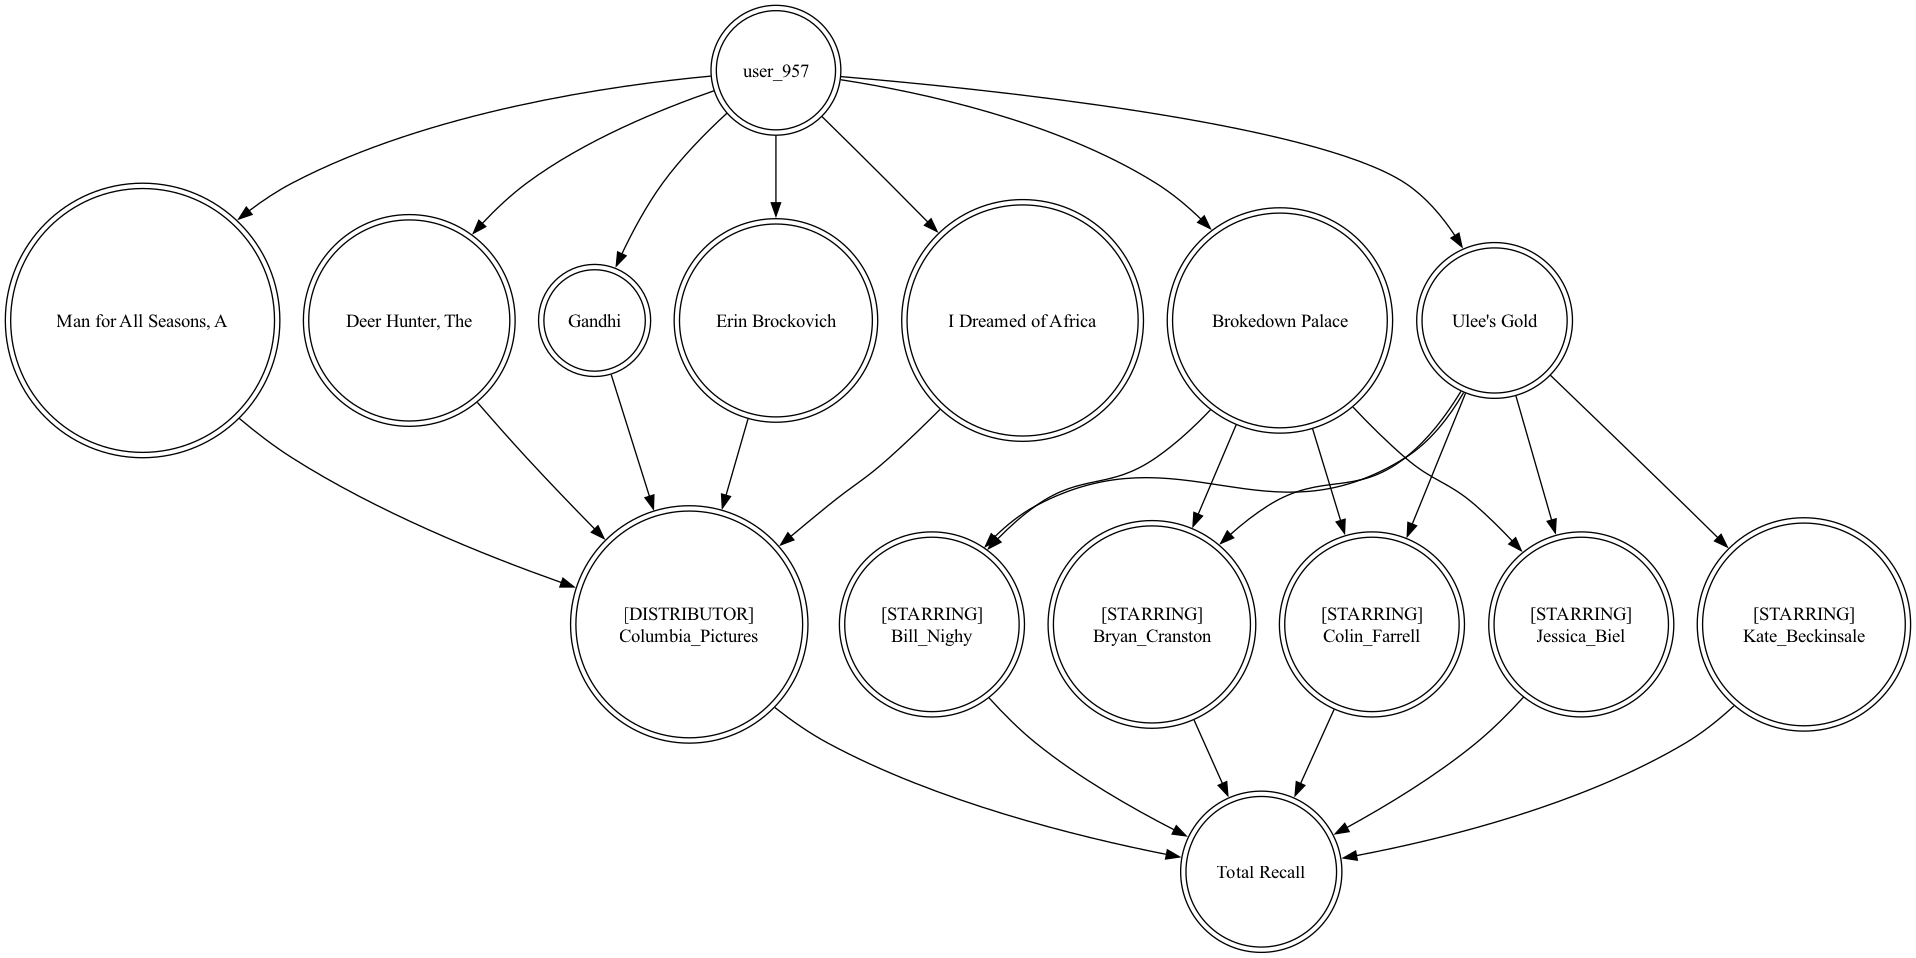 user_957
Man for All Seasons, A
Deer Hunter, The
Gandhi
Erin Brockovich
I Dreamed of Africa
Brokedown Palace
Ulee's Gold
[DISTRIBUTOR]
Columbia_Pictures
[STARRING]
Bill_Nighy
[STARRING]
Bryan_Cranston
[STARRING]
Colin_Farrell
[STARRING]
Jessica_Biel
[STARRING]
Kate_Beckinsale
Total Recall